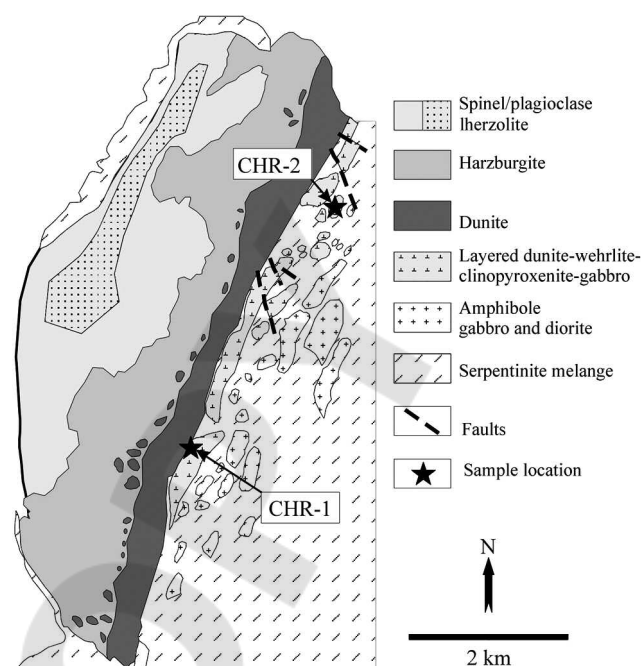 CHR-2
CHR-1
Spinel/plagioclase
lherzolite
Harzburgite
Dunite
Layered dunite-wehrlite-
clinopyroxenite-gabbro
Amphibole
gabbro and diorite
Serpentinite melange
Faults
Sample location
N
2 km